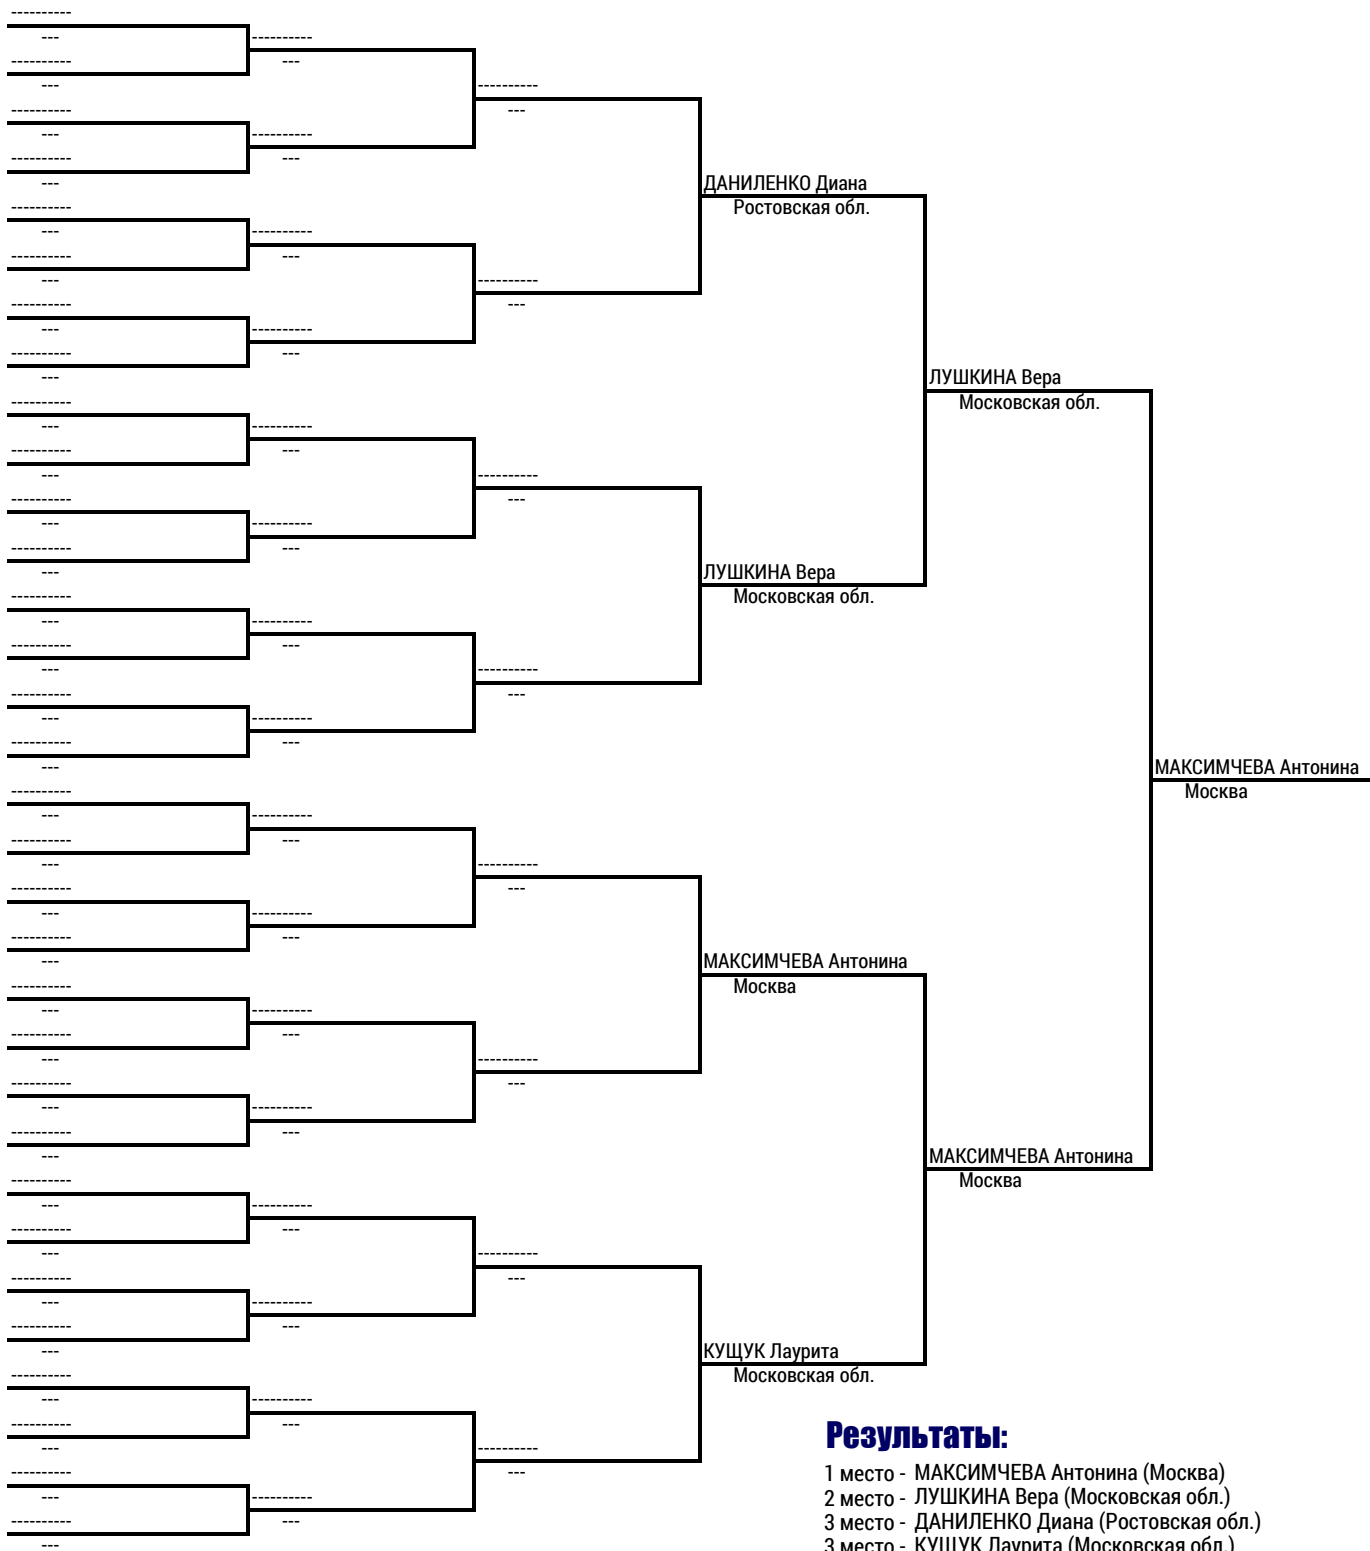 ДАНИЛЕНКО Диана
Ростовская обл.
ЛУШКИНА Вера
Московская обл.
ЛУШКИНА Вера
Московская обл.
МАКСИМЧЕВА Антонина
Москва
МАКСИМЧЕВА Антонина
Москва
МАКСИМЧЕВА Антонина
Москва
КУЩУК Лаурита
Московская обл.
Результаты:
1 место - МАКСИМЧЕВА Антонина (Москва)
2 место - ЛУШКИНА Вера (Московская обл.)
3 место - ДАНИЛЕНКО Диана (Ростовская обл.)
3 место - КУЩУК Лаурита (Московская обл.)